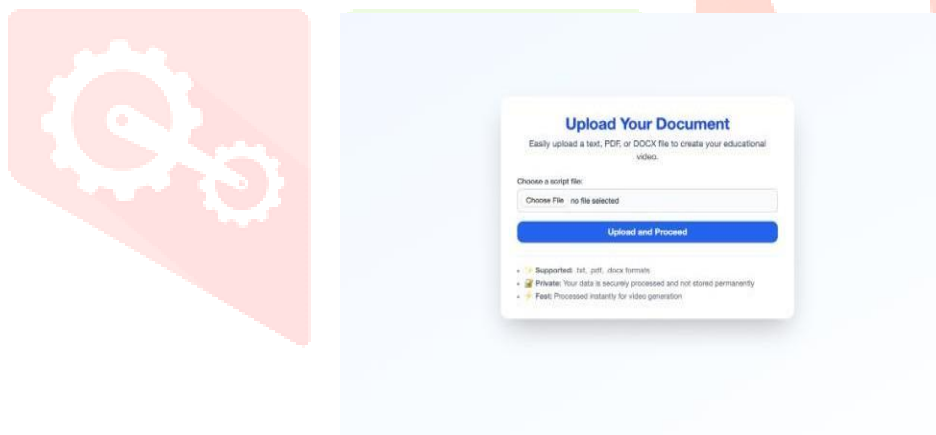 Upload Your Document
Easily upload a text, PDF, or DOCX file to create your educational
video.
Choose a script file:
Choose File no file selected
Upload and Proceed
Supported: .txt, .pdf, .docx formats
Private: Your data is securely processed and not stored permanently
Fast: Processed instantly for video generation